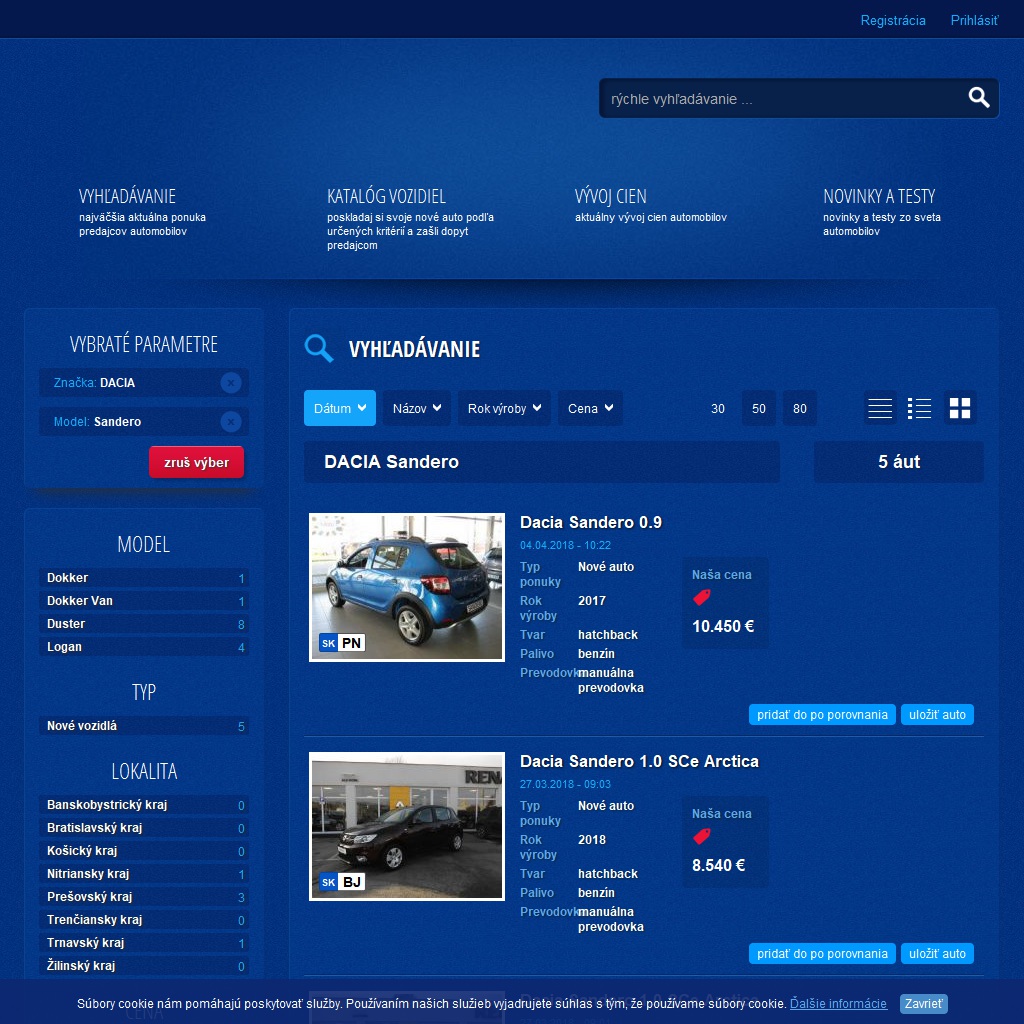 Registrácia Prihlásiť
rýchle vyhľadávanie ...
VYHĽADÁVANIE
najväčšia aktuálna ponuka
predajcov automobilov
KATALÓG VOZIDIEL
poskladaj si svoje nové auto podľa
určených kritérií a zašli dopyt
predajcom
VÝVOJ CIEN
aktuálny vývoj cien automobilov
NOVINKY A TESTY
novinky a testy zo sveta
automobilov
VYBRATÉ PARAMETRE
Značka: DACIA
Model: Sandero
zruš výber
MODEL
Dokker 1
Dokker Van 1
Duster 8
Logan 4
TYP
Nové vozidlá 5
LOKALITA
Banskobystrický kraj 0
Bratislavský kraj 0
Košický kraj 0
Nitriansky kraj 1
Prešovský kraj 3
Trenčiansky kraj 0
Trnavský kraj 1
Žilinský kraj 0
CENA
VYHĽADÁVANIE
Dátum Názov Rok výroby Cena 30 50 80
DACIA Sandero 5 áut
SK PN
Dacia Sandero 0.9
04.04.2018 - 10:22
Typ ponuky Nové auto
Rok výroby 2017
Tvar hatchback
Palivo benzín
Prevodovka manuálna
prevodovka
Naša cena
10.450 €
pridať do po porovnania uložiť auto
SK BJ
Dacia Sandero 1.0 SCe Arctica
27.03.2018 - 09:03
Typ ponuky Nové auto
Rok výroby 2018
Tvar hatchback
Palivo benzín
Prevodovka manuálna
prevodovka
Naša cena
8.540 €
pridať do po porovnania uložiť auto
Súbory cookie nám pomáhajú poskytovať služby. Používaním našich služieb vyjadrujete súhlas s tým, že používame súbory cookie. Ďalšie informácie Zavrieť